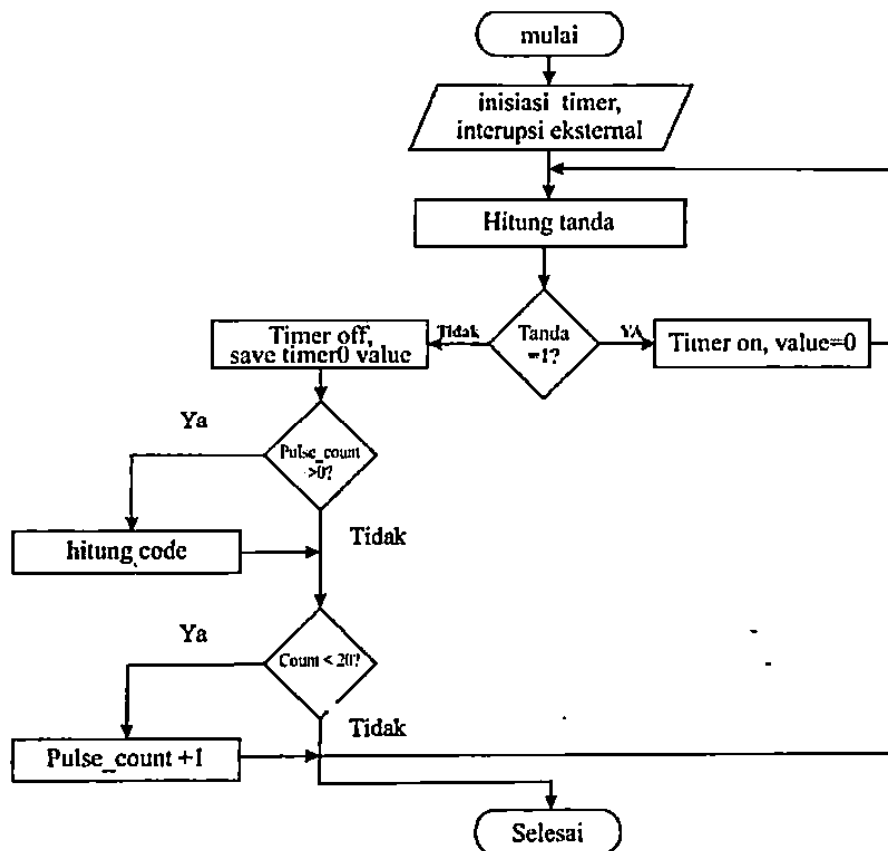 mulai
inisiasi timer,
interupsi eksternal
Hitung tanda
Timer off,
save timer0 value
Tidak
Tanda
=1?
YA
Timer on, value=0
Ya
Pulse_count
>0?
Tidak
hitung code
Ya
Count < 20?
Tidak
Pulse_count +1
Selesai